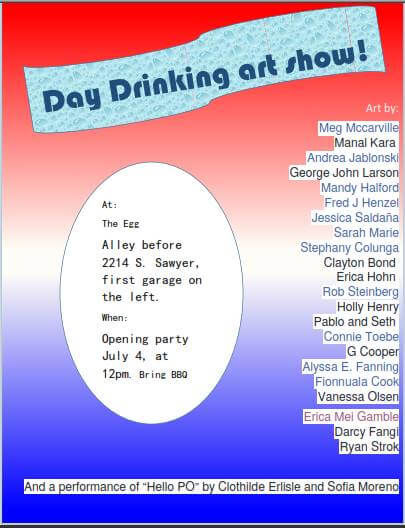 Day Drinking art show!
Art by:
Meg Mccarville
Manal Kara
Andrea Jablonski
George John Larson
Mandy Halford
Fred J Henzel
Jessica Saldaña
Sarah Marie
Stephany Colunga
Clayton Bond
Erica Hohn
Rob Steinberg
Holly Henry
Pablo and Seth
Connie Toebe
G Cooper
Alyssa E. Fanning
Fionnuala Cook
Vanessa Olsen
Erica Mei Gamble
Darcy Fangi
Ryan Strok
At:
The Egg
Alley before
2214 S. Sawyer,
first garage on
the left.
When:
Opening party
July 4, at
12pm. Bring BBQ
And a performance of “Hello PO” by Clothilde Erlisle and Sofia Moreno